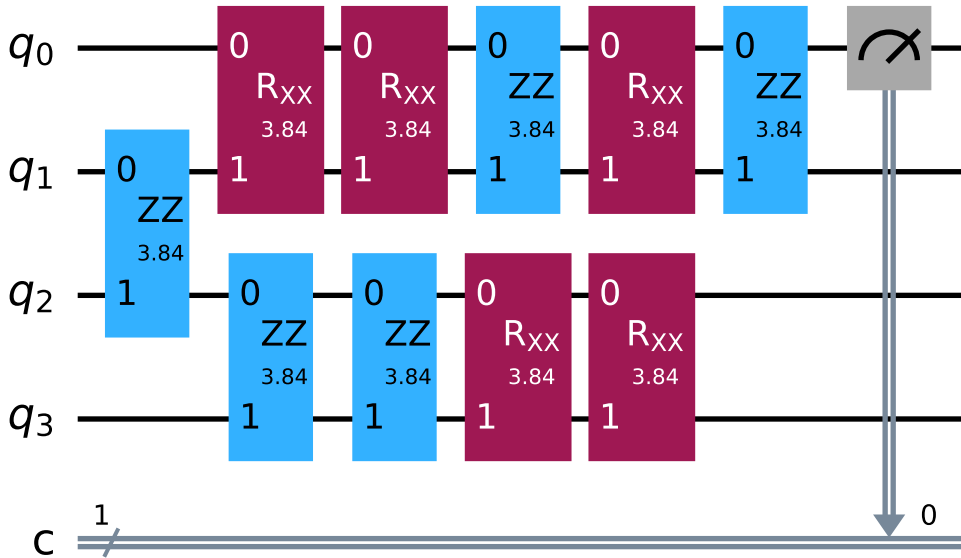 q0 0 RXX 3.84 1 0 RXX 3.84 1 0 ZZ 3.84 1 0 RXX 3.84 1 0 ZZ 3.84 1
q1 0 ZZ 3.84 1
q2 0 ZZ 3.84 1 0 ZZ 3.84 1 0 RXX 3.84 1 0 RXX 3.84 1
q3
c 1 0